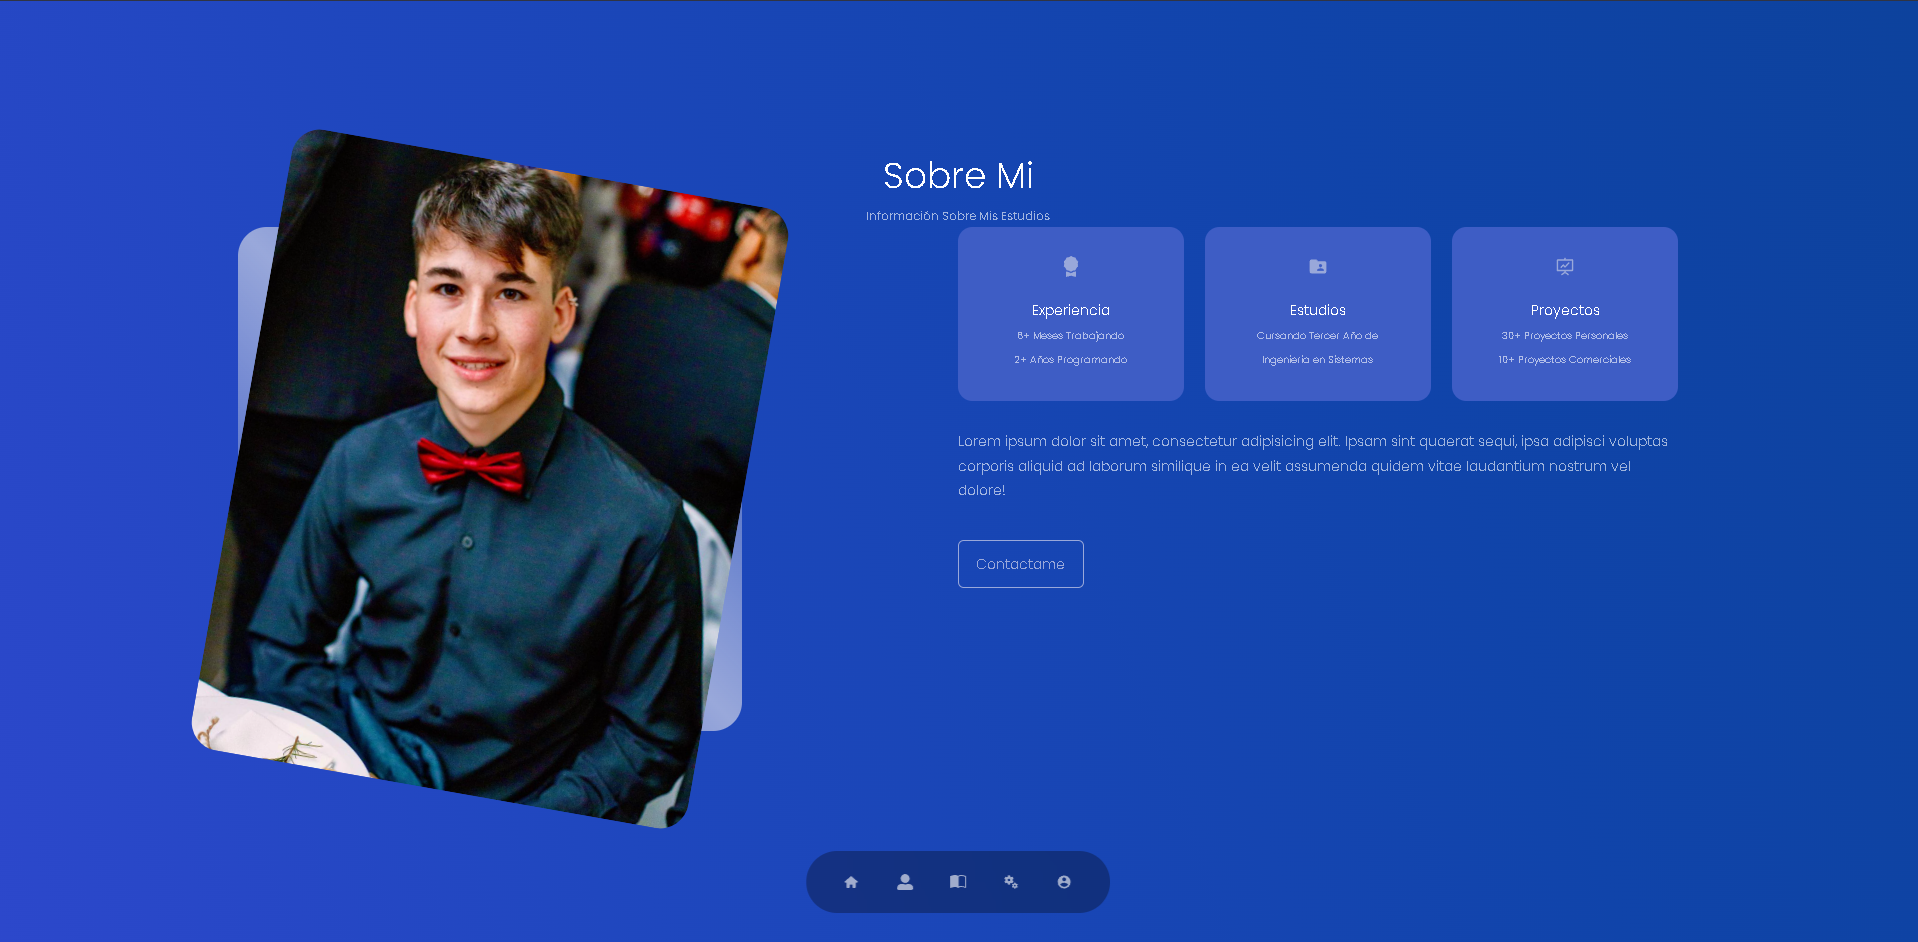 Sobre Mi
Información Sobre Mis Estudios
Experiencia
6+ Meses Trabajando
2+ Años Programando
Estudios
Cursando Tercer Año de
Ingenieria en Sistemas
Proyectos
30+ Proyectos Personales
10+ Proyectos Comerciales
Lorem ipsum dolor sit amet, consectetur adipisicing elit. Ipsam sint quaerat sequi, ipsa adipisci voluptas
corporis aliquid ad laborum similique in ea velit assumenda quidem vitae laudantium nostrum vel
dolore!
Contactame